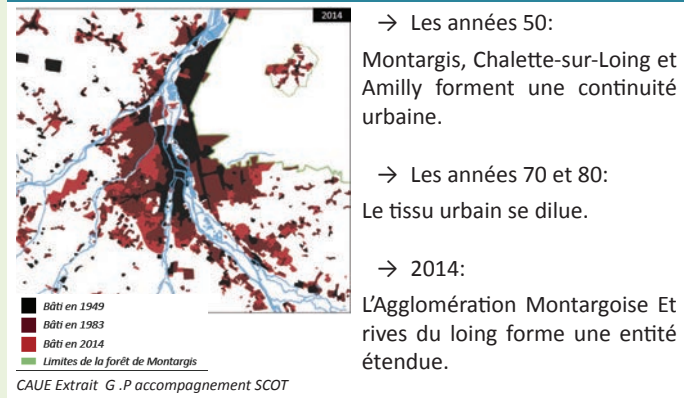 2014
Bâti en 1949
Bâti en 1983
Bâti en 2014
Limites de la forêt de Montargis
CAUE Extrait G .P accompagnement SCOT
→ Les années 50:
Montargis, Chalette-sur-Loing et
Amilly forment une continuité
urbaine.
→ Les années 70 et 80:
Le tissu urbain se dilue.
→ 2014:
L'Agglomération Montargoise Et
rives du loing forme une entité
étendue.